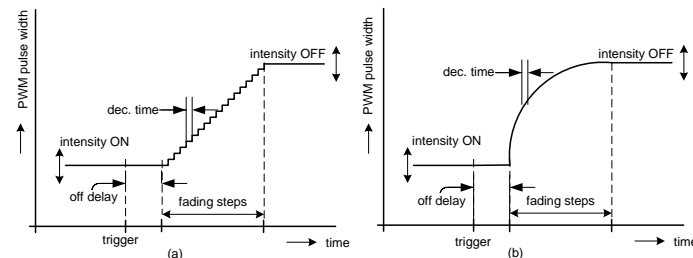 PWM pulse width
intensity OFF
dec. time
intensity ON
off delay
fading steps
trigger
time
(a)
PWM pulse width
intensity OFF
dec. time
intensity ON
off delay
fading steps
trigger
time
(b)